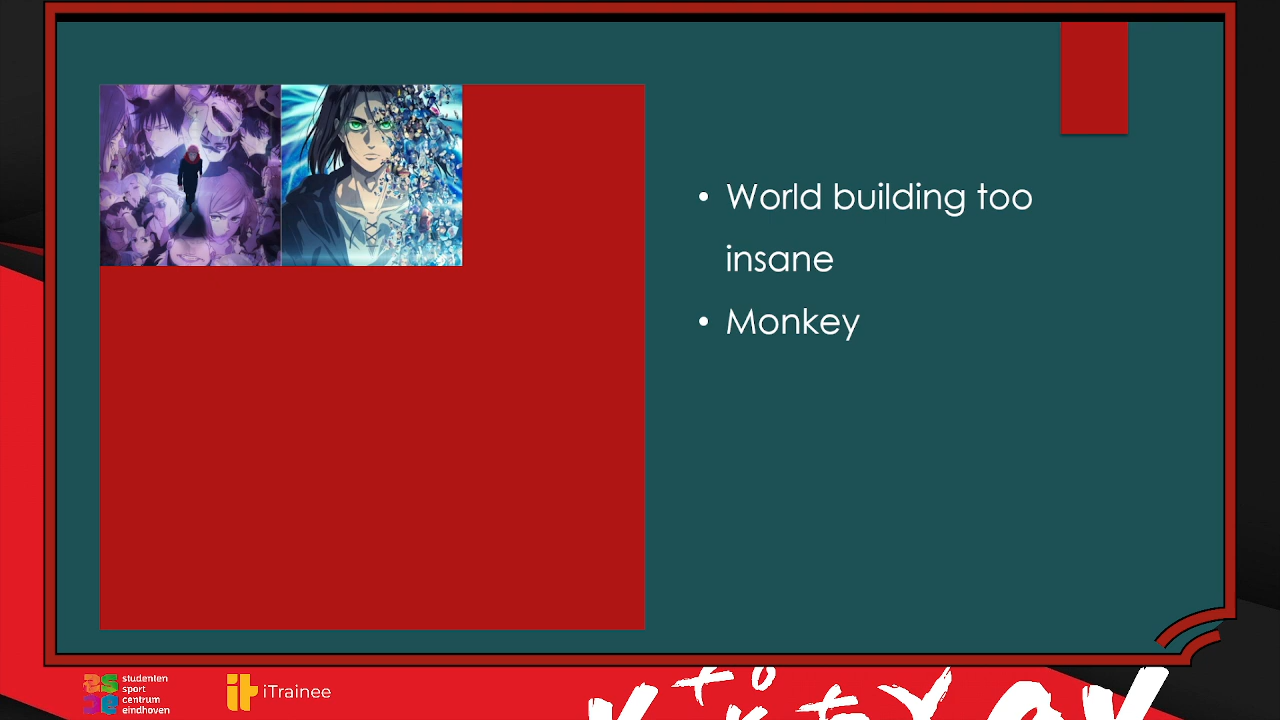 World building too
insane
Monkey
studenten
sport
centrum
eindhoven
iTrainee